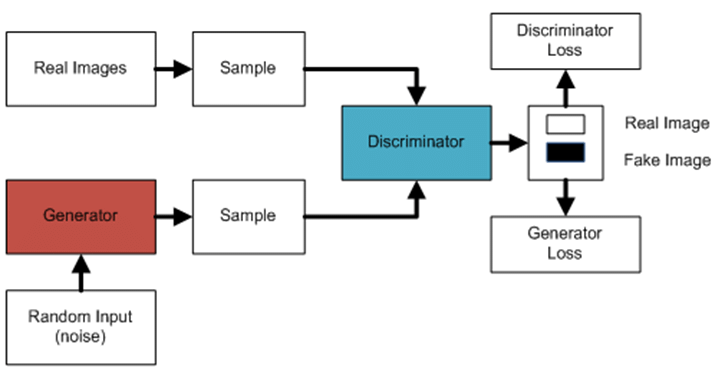 Real Images
Sample
Discriminator
Loss
Discriminator
Real Image
Fake Image
Generator
Sample
Generator
Loss
Random Input
(noise)